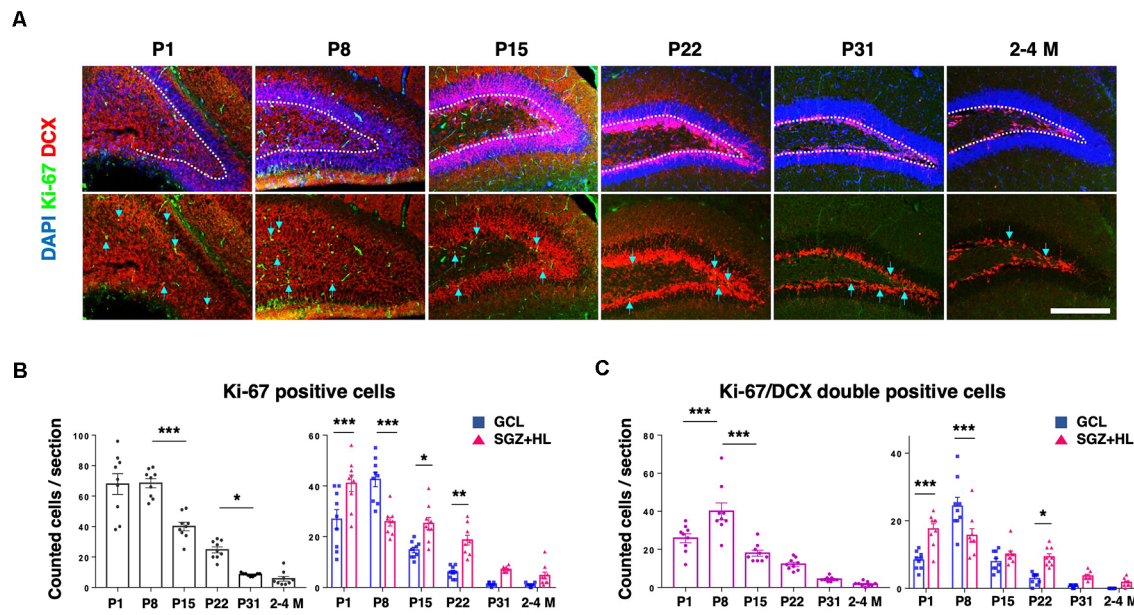 A
P1 P8 P15 P22 P31 2-4 M
DAPI Ki-67 DCX
B
Ki-67 positive cells
Counted cells / section
100
80
60
40
20
0
***
*
P1 P8 P15 P22 P31 2-4 M
GCL
SGZ+HL
60
40
20
0
*** *** * **
P1 P8 P15 P22 P31 2-4 M
C
Ki-67/DCX double positive cells
Counted cells / section
80
60
40
20
0
*** ***
P1 P8 P15 P22 P31 2-4 M
GCL
SGZ+HL
40
20
0
*** *** *
P1 P8 P15 P22 P31 2-4 M